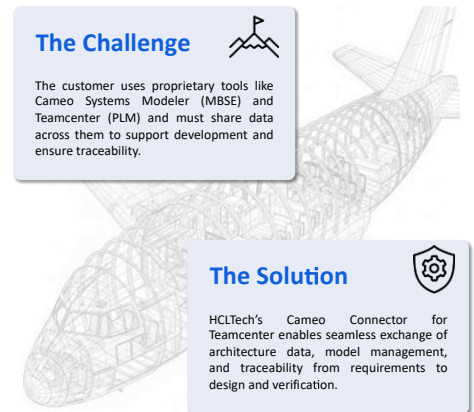 The Challenge
The customer uses proprietary tools like
Cameo Systems Modeler (MBSE) and
Teamcenter (PLM) and must share data
across them to support development and
ensure traceability.
The Solution
HCLTech's Cameo Connector for
Teamcenter enables seamless exchange of
architecture data, model management,
and traceability from requirements to
design and verification.